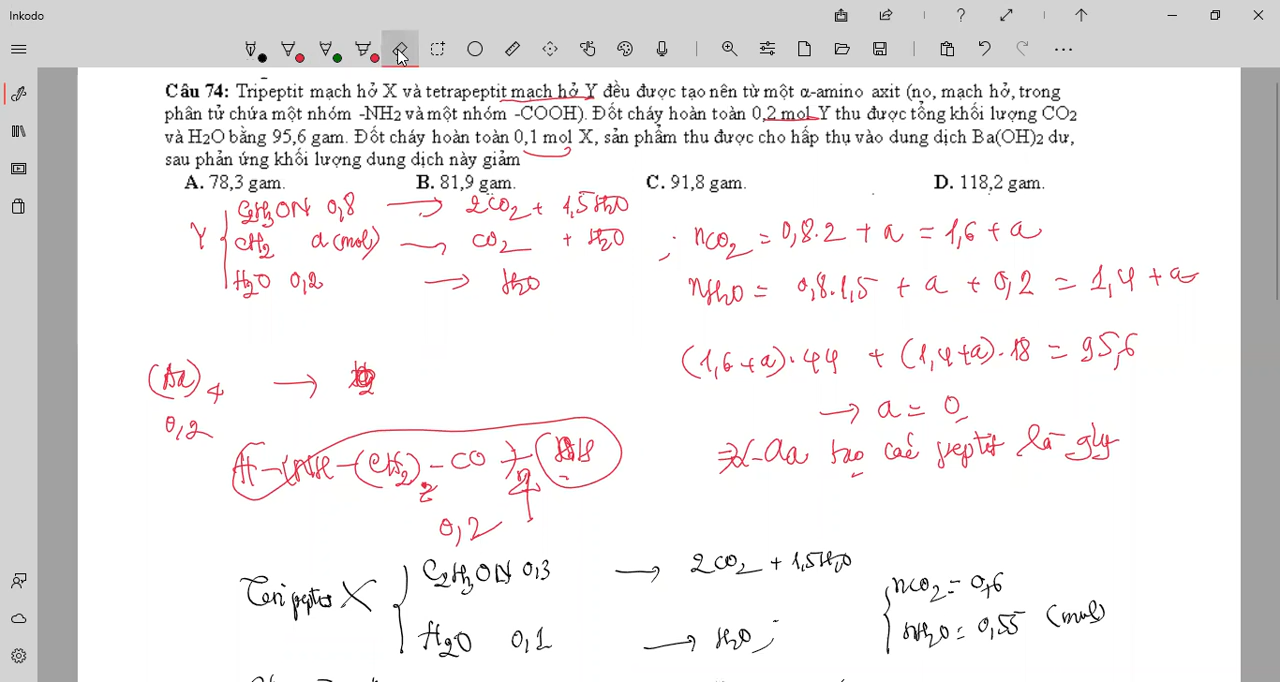 Inkodo
Câu 74: Tripeptit mạch hở X và tetrapeptit mạch hở Y đều được tạo nên từ một α-amino axit (no, mạch hở, trong
phân tử chứa một nhóm -NH2 và một nhóm -COOH). Đốt cháy hoàn toàn 0,2 mol Y thu được tổng khối lượng CO2
và H2O bằng 95,6 gam. Đốt cháy hoàn toàn 0,1 mol X, sản phẩm thu được cho hấp thụ vào dung dịch Ba(OH)2 dư,
sau phản ứng khối lượng dung dịch này giảm
A. 78,3 gam. B. 81,9 gam. C. 91,8 gam. D. 118,2 gam.
Y { C2H3ON 0,8 → 2CO2 + 1,5H2O
CH2 a(mol) → CO2 + H2O
H2O 0,2 → H2O
; nCO2 = 0,8.2 + a = 1,6 + a
nH2O = 0,8.1,5 + a + 0,2 = 1,4 + a
(1,6+a).44 + (1,4+a).18 = 95,6
→ a = 0
⇒ α-Aa tạo các peptit là gly
(Aa)4 →
0,2
H-(NH-(CH2)-CO)4
0,2
X { C2H3ON 0,3 → 2CO2 + 1,5H2O
H2O 0,1 → H2O ;
{ nCO2 = 0,6
nH2O = 0,55 (mol)